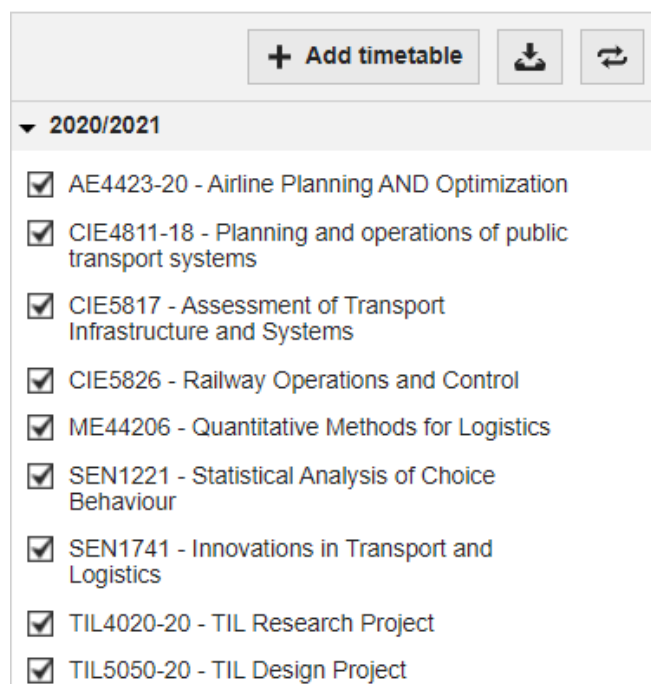 + Add timetable
2020/2021
AE4423-20 - Airline Planning AND Optimization
CIE4811-18 - Planning and operations of public
transport systems
CIE5817 - Assessment of Transport
Infrastructure and Systems
CIE5826 - Railway Operations and Control
ME44206 - Quantitative Methods for Logistics
SEN1221 - Statistical Analysis of Choice
Behaviour
SEN1741 - Innovations in Transport and
Logistics
TIL4020-20 - TIL Research Project
TIL5050-20 - TIL Design Project